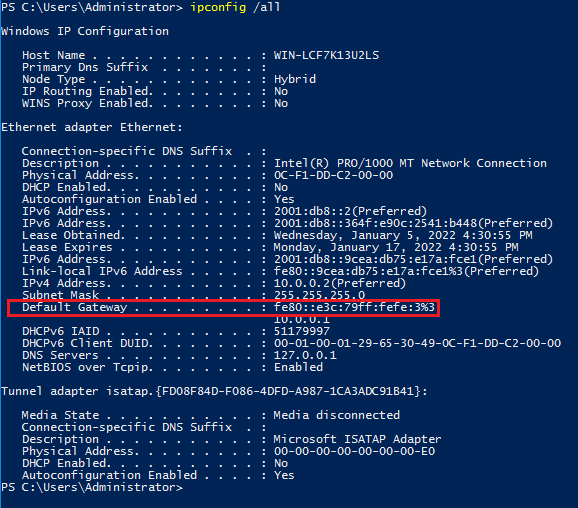 PS C:\Users\Administrator> ipconfig /all
Windows IP Configuration
Host Name . . . . . . . . . . . . : WIN-LCF7K13U2LS
Primary Dns Suffix . . . . . . . :
Node Type . . . . . . . . . . . . : Hybrid
IP Routing Enabled. . . . . . . . : No
WINS Proxy Enabled. . . . . . . . : No
Ethernet adapter Ethernet:
Connection-specific DNS Suffix . :
Description . . . . . . . . . . . : Intel(R) PRO/1000 MT Network Connection
Physical Address. . . . . . . . . : 0C-F1-DD-C2-00-00
DHCP Enabled. . . . . . . . . . . : No
Autoconfiguration Enabled . . . . : Yes
IPv6 Address. . . . . . . . . . . : 2001:db8::2(Preferred)
IPv6 Address. . . . . . . . . . . : 2001:db8::364f:e90c:2541:b448(Preferred)
Lease Obtained. . . . . . . . . . : Wednesday, January 5, 2022 4:30:55 PM
Lease Expires . . . . . . . . . . : Monday, January 17, 2022 4:30:55 PM
IPv6 Address. . . . . . . . . . . : 2001:db8::9cea:db75:e17a:fce1(Preferred)
Link-local IPv6 Address . . . . . : fe80::9cea:db75:e17a:fce1%3(Preferred)
IPv4 Address. . . . . . . . . . . : 10.0.0.2(Preferred)
Subnet Mask . . . . . . . . . . . : 255.255.255.0
Default Gateway . . . . . . . . . : fe80::e3c:79ff:fefe:3%3
10.0.0.1
DHCPv6 IAID . . . . . . . . . . . : 51179997
DHCPv6 Client DUID. . . . . . . . : 00-01-00-01-29-65-30-49-0C-F1-DD-C2-00-00
DNS Servers . . . . . . . . . . . : 127.0.0.1
NetBIOS over Tcpip. . . . . . . . : Enabled
Tunnel adapter isatap.{FD08F84D-F086-4DFD-A987-1CA3ADC91B41}:
Media State . . . . . . . . . . . : Media disconnected
Connection-specific DNS Suffix . :
Description . . . . . . . . . . . : Microsoft ISATAP Adapter
Physical Address. . . . . . . . . : 00-00-00-00-00-00-00-E0
DHCP Enabled. . . . . . . . . . . : No
Autoconfiguration Enabled . . . . : Yes
PS C:\Users\Administrator>